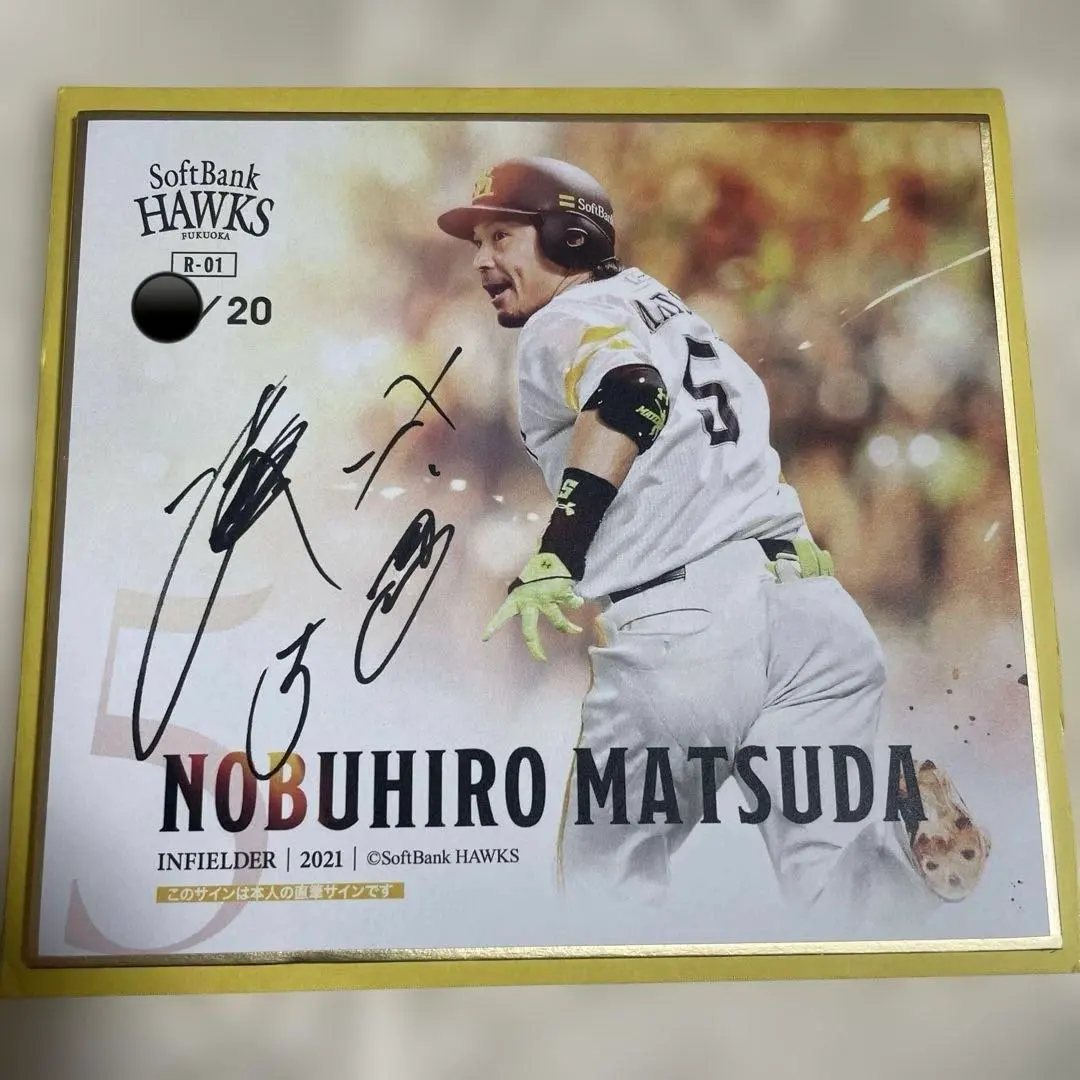 SoftBank
HAWKS
FUKUOKA
R-01
/ 20
SoftBank
5
5
NOBUHIRO MATSUDA
INFIELDER | 2021 | ©SoftBank HAWKS
このサインは本人の直筆サインです